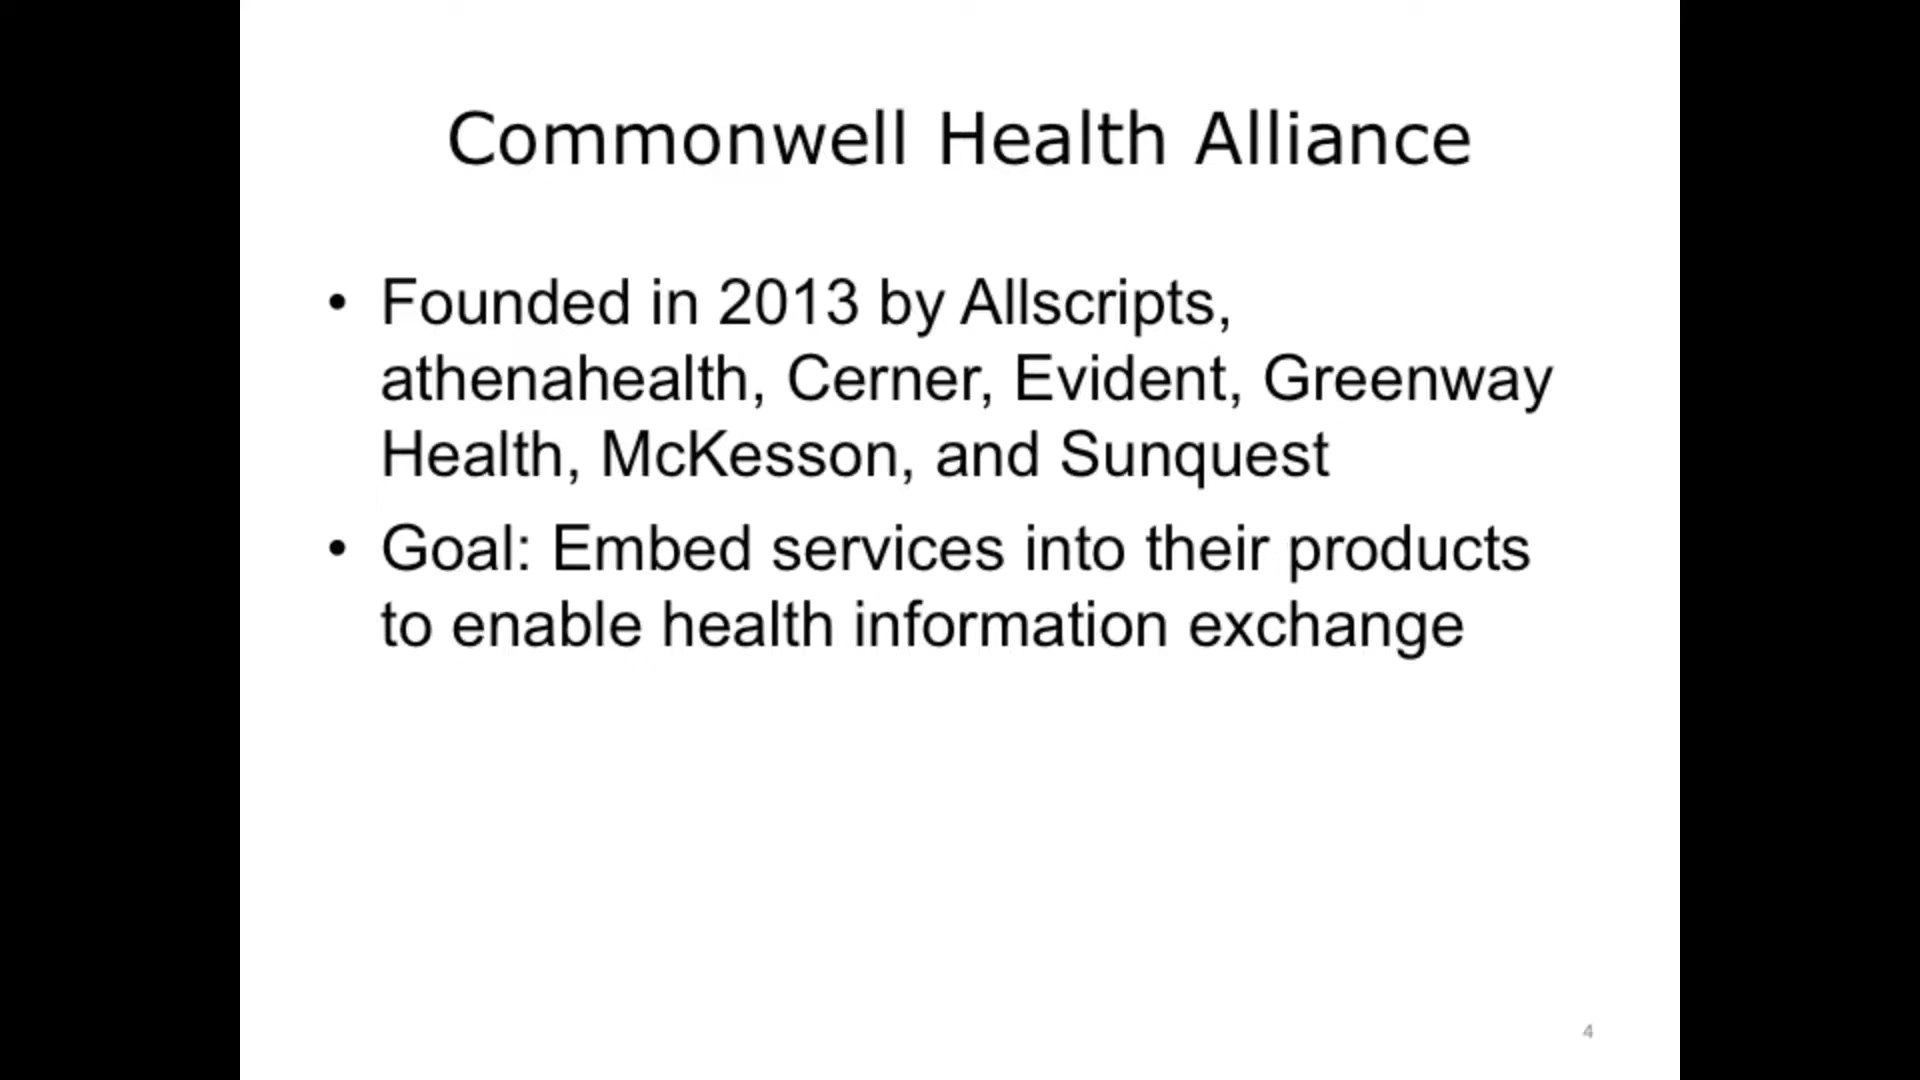 Commonwell Health Alliance
• Founded in 2013 by Allscripts,
athenahealth, Cerner, Evident, Greenway
Health, McKesson, and Sunquest
• Goal: Embed services into their products
to enable health information exchange
4